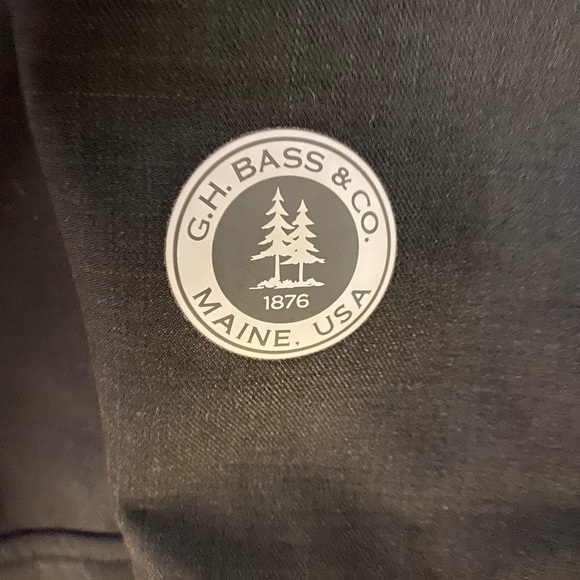 G.H. BASS & CO.
1876
MAINE, USA